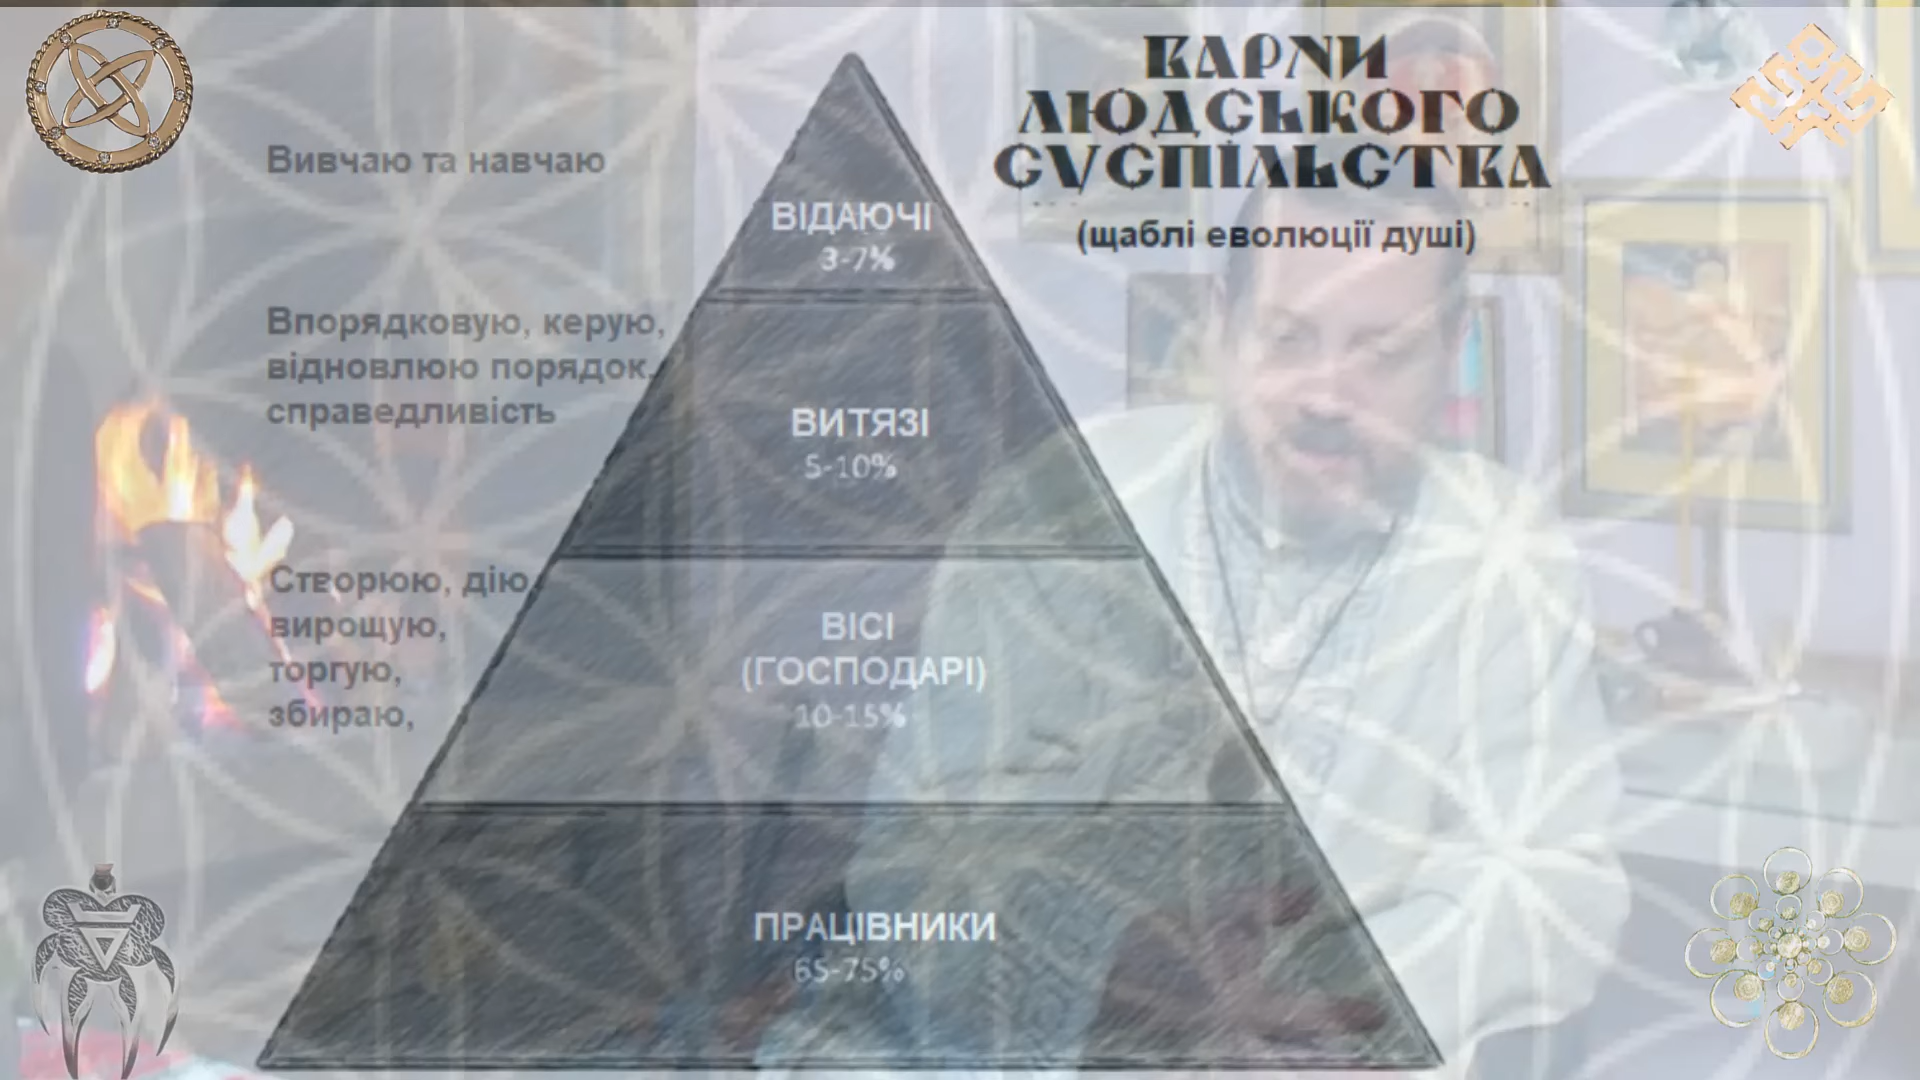 ВАРНИ
ЛЮДСЬКОГО
СУСПІЛЬСТВА
(щаблі еволюції душі)
Вивчаю та навчаю
ВІДАЮЧІ
3-7%
Впорядковую, керую,
відновлюю порядок.
справедливість
ВИТЯЗІ
5-10%
Створюю, дію,
вирощую,
торгую,
збираю,
ВІСІ
(ГОСПОДАРІ)
10-15%
ПРАЦІВНИКИ
65-75%